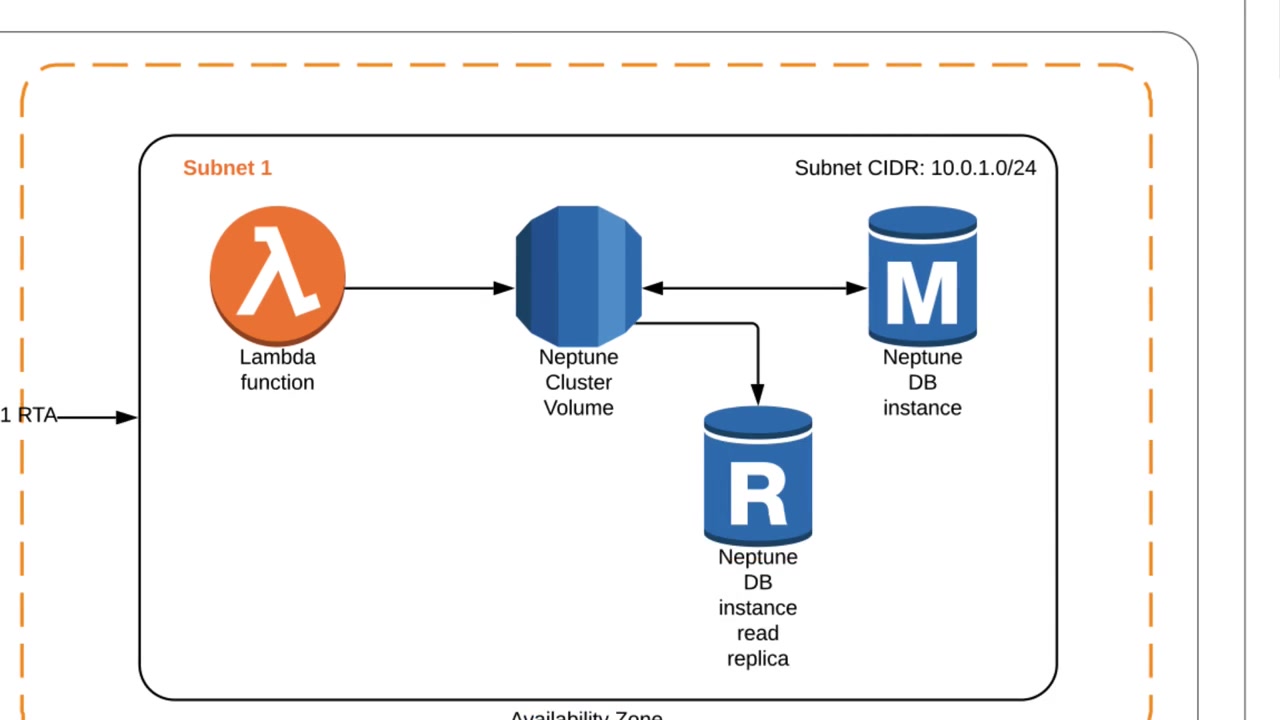 Subnet 1
Subnet CIDR: 10.0.1.0/24
λ
M
Lambda
function
Neptune
Cluster
Volume
Neptune
DB
instance
1 RTA
R
Neptune
DB
instance
read
replica
Availability Zone